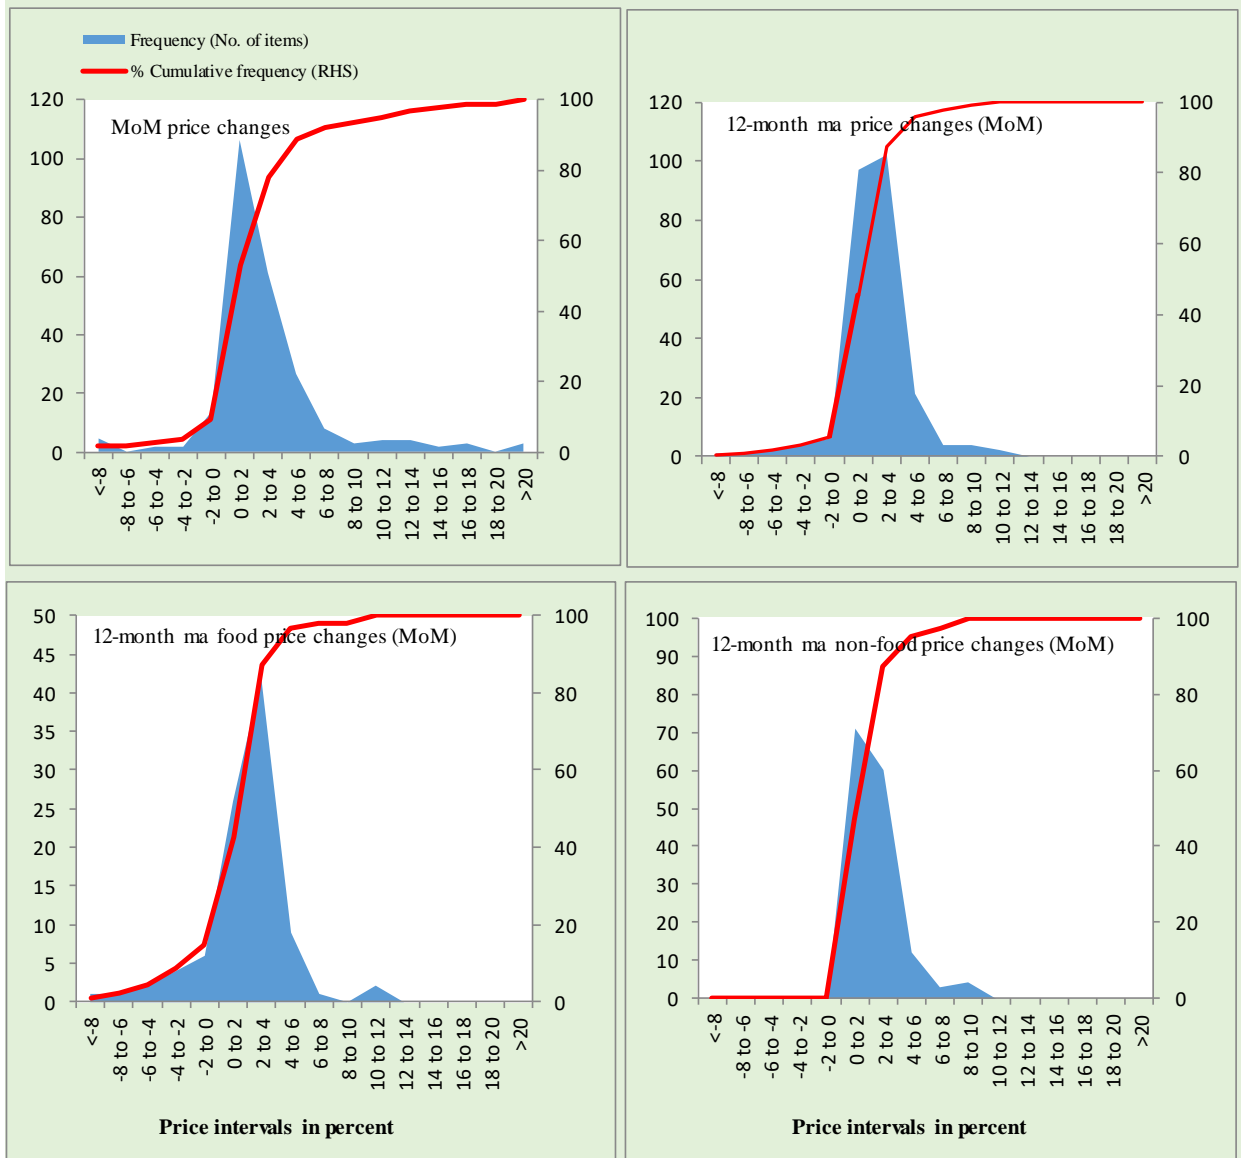 Frequency (No. of items)
% Cumulative frequency (RHS)
MoM price changes
120
100
80
60
40
20
0
100
80
60
40
20
0
<-8
-8 to -6
-6 to -4
-4 to -2
-2 to 0
0 to 2
2 to 4
4 to 6
6 to 8
8 to 10
10 to 12
12 to 14
14 to 16
16 to 18
18 to 20
>20
12-month ma price changes (MoM)
120
100
80
60
40
20
0
100
80
60
40
20
0
<-8
-8 to -6
-6 to -4
-4 to -2
-2 to 0
0 to 2
2 to 4
4 to 6
6 to 8
8 to 10
10 to 12
12 to 14
14 to 16
16 to 18
18 to 20
>20
12-month ma food price changes (MoM)
50
45
40
35
30
25
20
15
10
5
0
100
80
60
40
20
0
<-8
-8 to -6
-6 to -4
-4 to -2
-2 to 0
0 to 2
2 to 4
4 to 6
6 to 8
8 to 10
10 to 12
12 to 14
14 to 16
16 to 18
18 to 20
>20
Price intervals in percent
12-month ma non-food price changes (MoM)
100
90
80
70
60
50
40
30
20
10
0
100
80
60
40
20
0
<-8
-8 to -6
-6 to -4
-4 to -2
-2 to 0
0 to 2
2 to 4
4 to 6
6 to 8
8 to 10
10 to 12
12 to 14
14 to 16
16 to 18
18 to 20
>20
Price intervals in percent